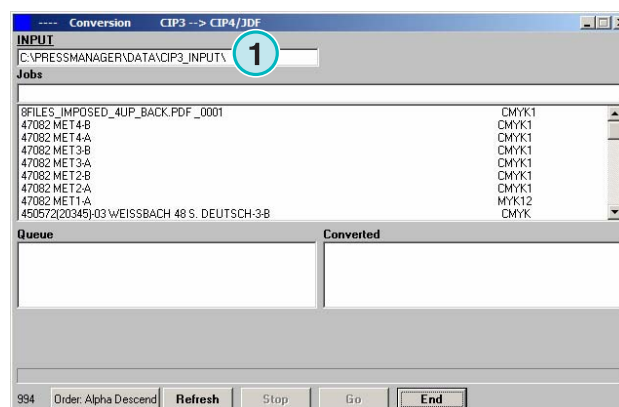 ---- Conversion CIP3 --> CIP4/JDF
INPUT
C:\PRESSMANAGER\DATA\CIP3_INPUT\
1
Jobs
8FILES_IMPOSED_4UP_BACK.PDF_0001 CMYK1
47082 MET4-B CMYK1
47082 MET4-A CMYK1
47082 MET3-B CMYK1
47082 MET3-A CMYK1
47082 MET2-B CMYK1
47082 MET2-A CMYK1
47082 MET1-A MYK12
450572(20345)-03 WEISSBACH 48 S. DEUTSCH-3-B CMYK
Queue Converted
994 Order: Alpha Descend Refresh Stop Go End